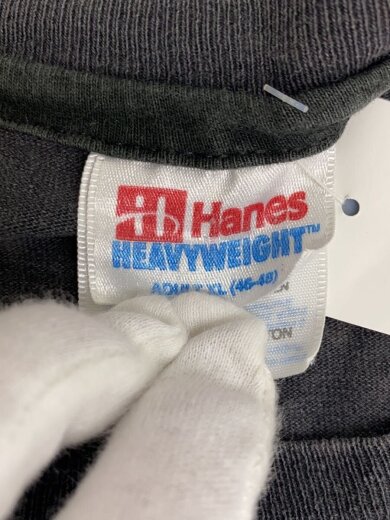 Hanes
HEAVYWEIGHT™
ADULT XL (46-48)